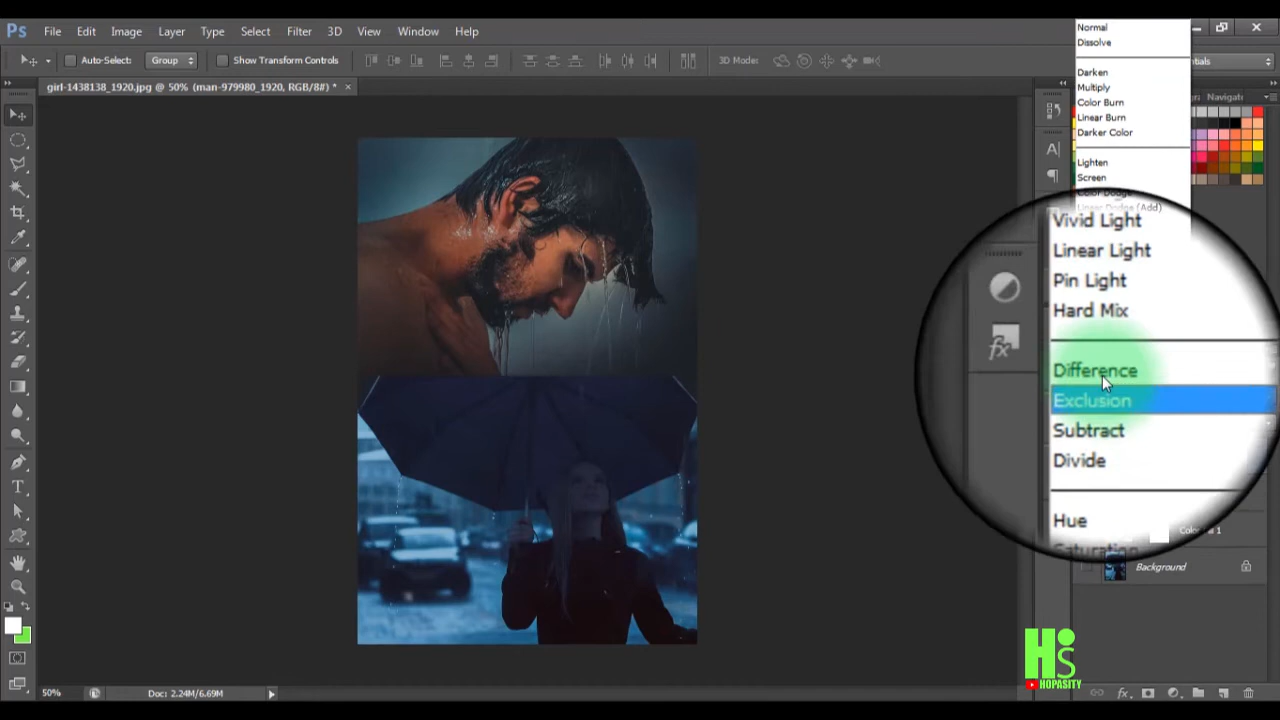 Ps File Edit Image Layer Type Select Filter 3D View Window Help
Auto-Select: Group Show Transform Controls 3D Mode:
girl-1438138_1920.jpg @ 50% (man-979980_1920, RGB/8#) * ×
Normal
Dissolve
Darken
Multiply
Color Burn
Linear Burn
Darker Color
Lighten
Screen
Color Dodge
Linear Dodge (Add)
Vivid Light
Linear Light
Pin Light
Hard Mix
Difference
Exclusion
Subtract
Divide
Hue
Saturation
Background
HS
HOPASITY
50% Doc: 2.24M/6.69M